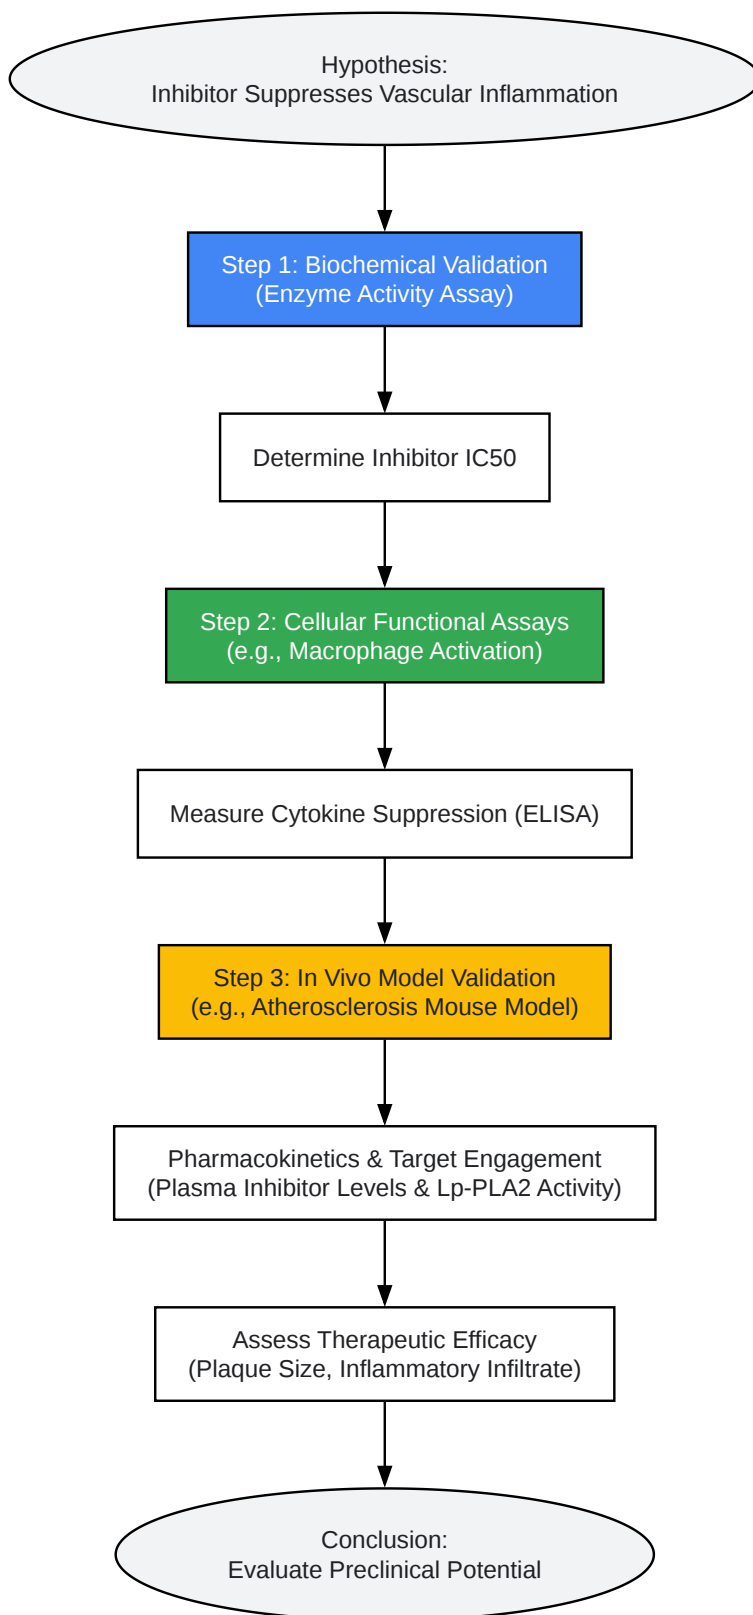 Hypothesis:
Inhibitor Suppresses Vascular Inflammation
Step 1: Biochemical Validation
(Enzyme Activity Assay)
Determine Inhibitor IC50
Step 2: Cellular Functional Assays
(e.g., Macrophage Activation)
Measure Cytokine Suppression (ELISA)
Step 3: In Vivo Model Validation
(e.g., Atherosclerosis Mouse Model)
Pharmacokinetics & Target Engagement
(Plasma Inhibitor Levels & Lp-PLA2 Activity)
Assess Therapeutic Efficacy
(Plaque Size, Inflammatory Infiltrate)
Conclusion:
Evaluate Preclinical Potential